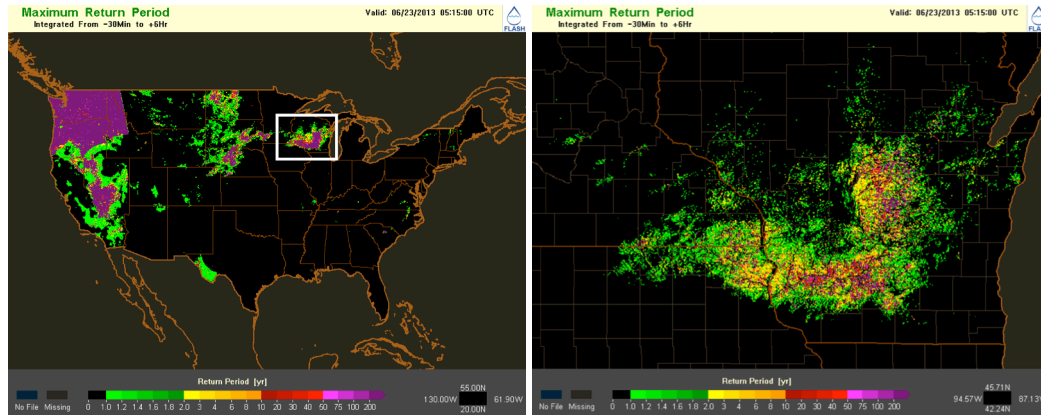 Maximum Return Period
Valid: 06/23/2013 05:15:00 UTC
Integrated From -30Min to +6Hr
FLASH
Return Period [yr]
No File Missing 0 1.0 1.2 1.4 1.6 1.8 2.0 3 4 6 8 10 20 30 40 50 75 100 200
55.00N
130.00W 61.90W
20.00N
Maximum Return Period
Valid: 06/23/2013 05:15:00 UTC
Integrated From -30Min to +6Hr
FLASH
Return Period [yr]
No File Missing 0 1.0 1.2 1.4 1.6 1.8 2.0 3 4 6 8 10 20 30 40 50 75 100 200
45.71N
94.57W 87.13W
42.24N